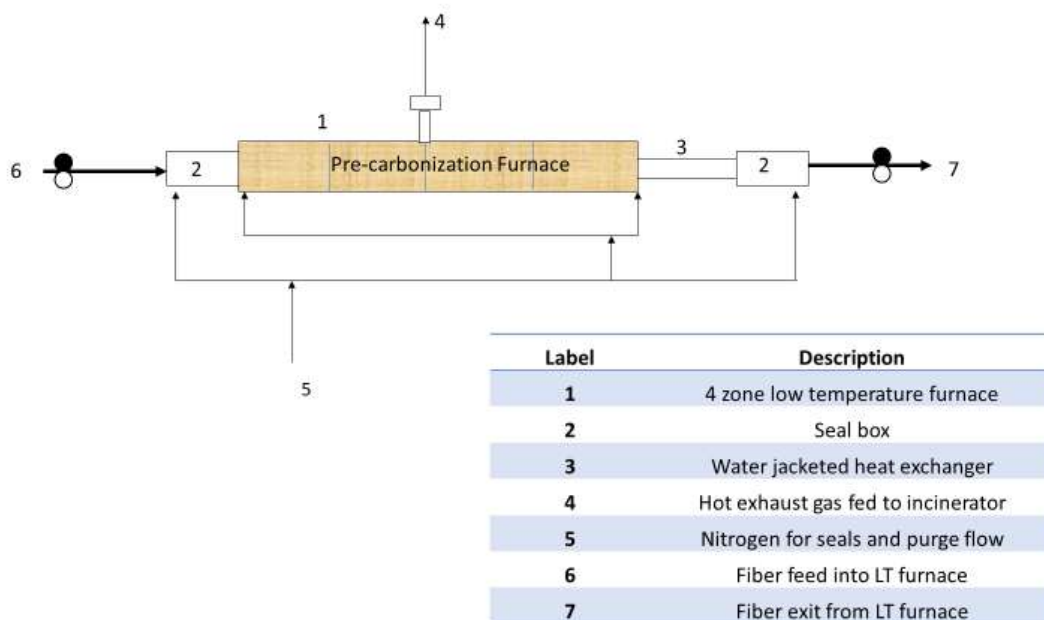 4
1
3
6
2
Pre-carbonization Furnace
2
7
5
Label Description
1 4 zone low temperature furnace
2 Seal box
3 Water jacketed heat exchanger
4 Hot exhaust gas fed to incinerator
5 Nitrogen for seals and purge flow
6 Fiber feed into LT furnace
7 Fiber exit from LT furnace